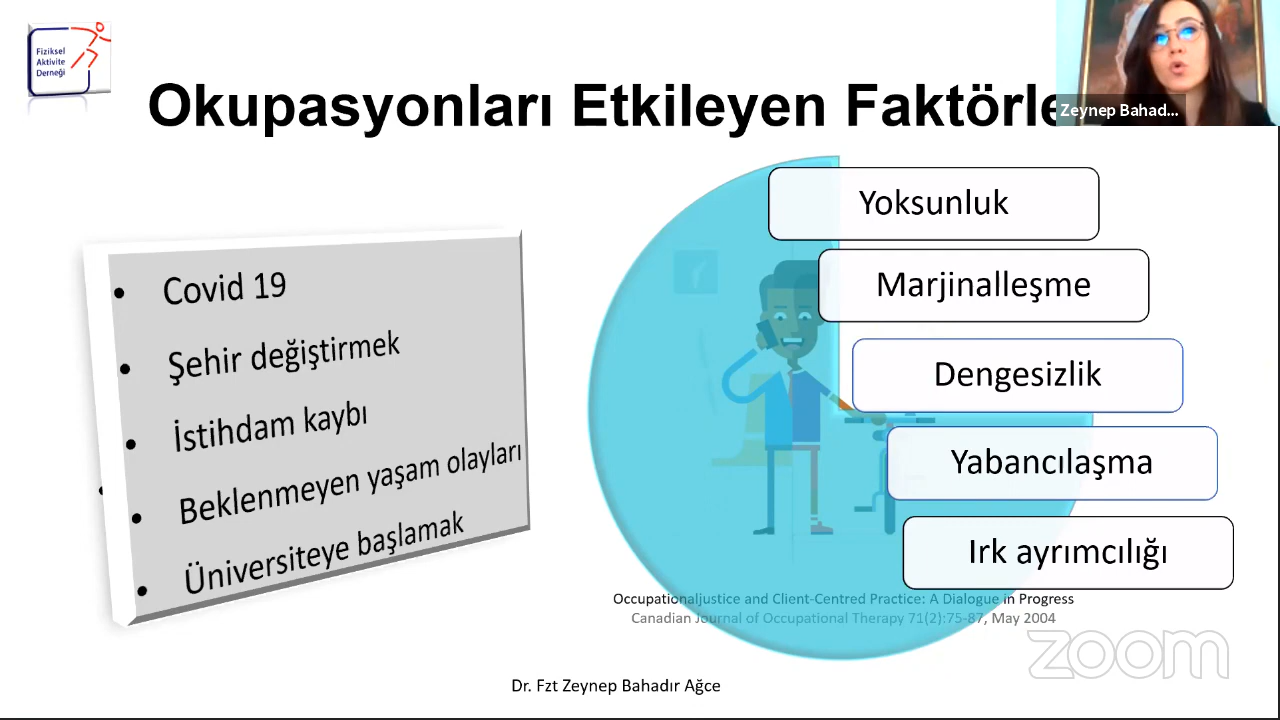 Fiziksel
Aktivite
Derneği
Okupasyonları Etkileyen Faktörle
Zeynep Bahad...
• Covid 19
• Şehir değiştirmek
• İstihdam kaybı
• Beklenmeyen yaşam olayları
• Üniversiteye başlamak
Yoksunluk
Marjinalleşme
Dengesizlik
Yabancılaşma
Irk ayrımcılığı
Occupationaljustice and Client-Centred Practice: A Dialogue in Progress
Canadian Journal of Occupational Therapy 71(2):75-87, May 2004
zoom
Dr. Fzt Zeynep Bahadır Ağce